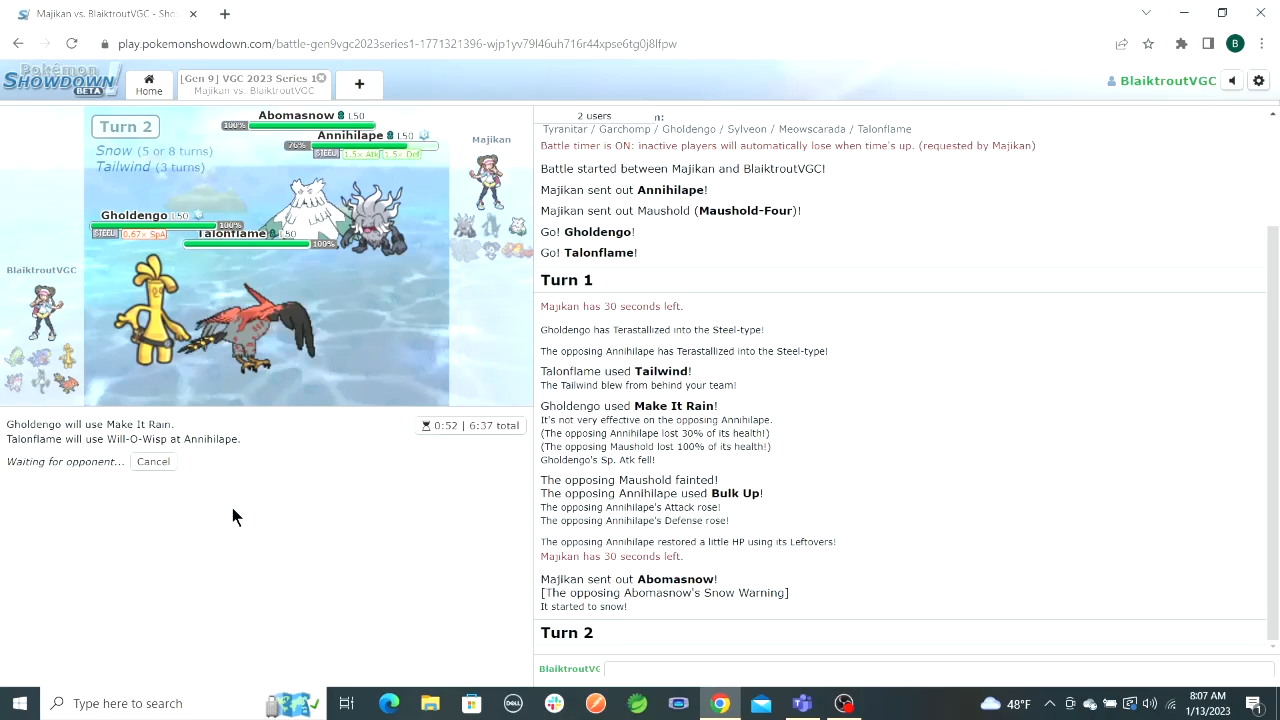 Majikan vs. BlaiktroutVGC - Sho
play.pokemonshowdown.com/battle-gen9vgc2023series1-1771321396-wjp1yv79l46uh716r44xpse6tg0j8lfpw
B
Pokémon
SHOWDOWN
BETA
Home
[Gen 9] VGC 2023 Series 1
Majikan vs. BlaiktroutVGC
BlaiktroutVGC
Turn 2
Snow (5 or 8 turns)
Tailwind (3 turns)
Abomasnow L50
100%
Annihilape L50
76%
STEEL 1.5× Atk 1.5× Def
Majikan
Gholdengo L50
100%
STEEL 0.67× SpA
Talonflame L50
100%
BlaiktroutVGC
2 users
n:
Tyranitar / Garchomp / Gholdengo / Sylveon / Meowscarada / Talonflame
Battle timer is ON: inactive players will automatically lose when time's up. (requested by Majikan)
Battle started between Majikan and BlaiktroutVGC!
Majikan sent out Annihilape!
Majikan sent out Maushold (Maushold-Four)!
Go! Gholdengo!
Go! Talonflame!
Turn 1
Majikan has 30 seconds left.
Gholdengo has Terastallized into the Steel-type!
The opposing Annihilape has Terastallized into the Steel-type!
Talonflame used Tailwind!
The Tailwind blew from behind your team!
Gholdengo used Make It Rain!
It's not very effective on the opposing Annihilape.
(The opposing Annihilape lost 30% of its health!)
(The opposing Maushold lost 100% of its health!)
Gholdengo's Sp. Atk fell!
The opposing Maushold fainted!
The opposing Annihilape used Bulk Up!
The opposing Annihilape's Attack rose!
The opposing Annihilape's Defense rose!
The opposing Annihilape restored a little HP using its Leftovers!
Majikan has 30 seconds left.
Majikan sent out Abomasnow!
[The opposing Abomasnow's Snow Warning]
It started to snow!
Turn 2
BlaiktroutVG
Gholdengo will use Make It Rain.
Talonflame will use Will-O-Wisp at Annihilape.
0:52 | 6:37 total
Waiting for opponent... Cancel
Type here to search
DELL
48°F
8:07 AM
1/13/2023